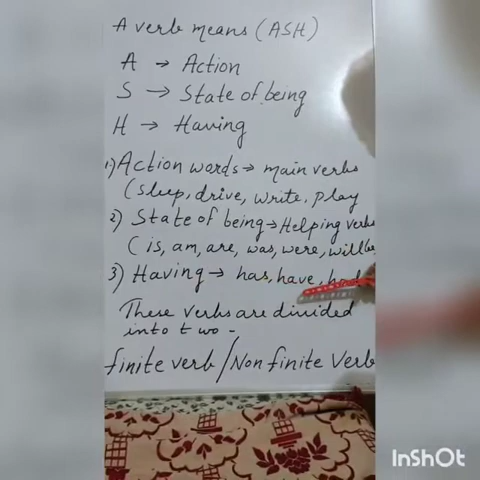 A verb means (ASH)
A → Action
S → State of being
H → Having
1) Action words → main verbs
(sleep, drive, write, play
2) State of being → Helping verbs
( is, am, are, was, were, will be,
3) Having → has, have,
These verbs are divided
into two -
finite verb / Non finite Verb
InShOt